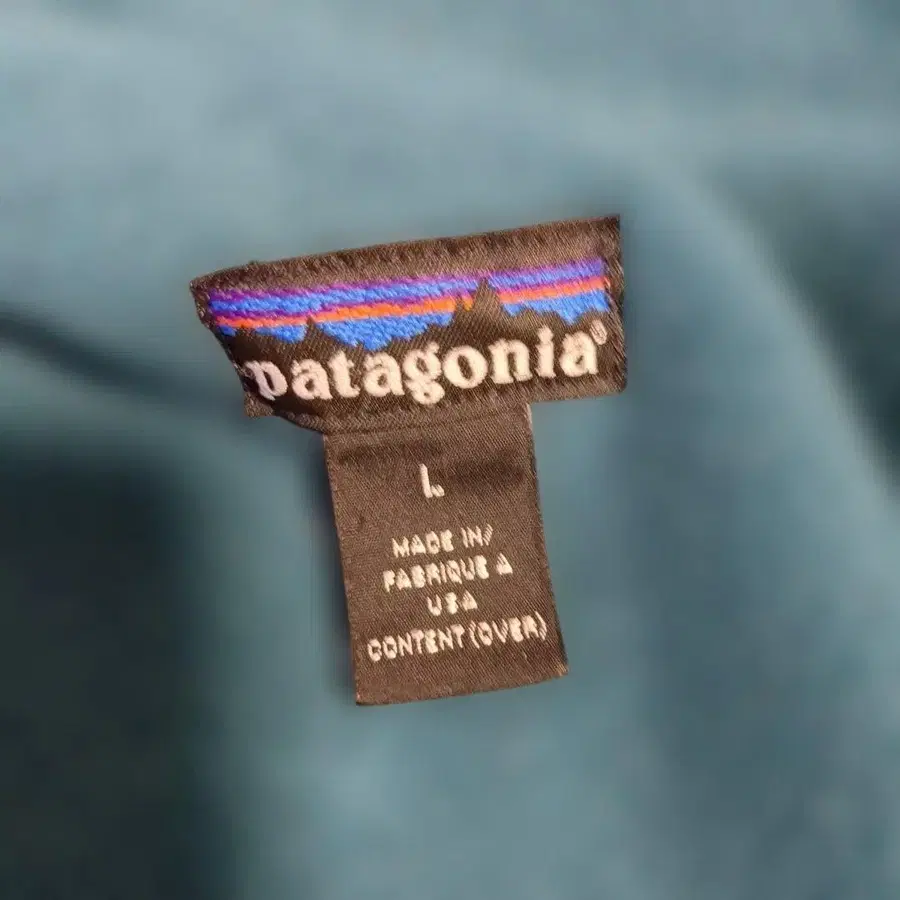 patagonia®
L
MADE IN/
FABRIQUE A
USA
CONTENT (OVER)